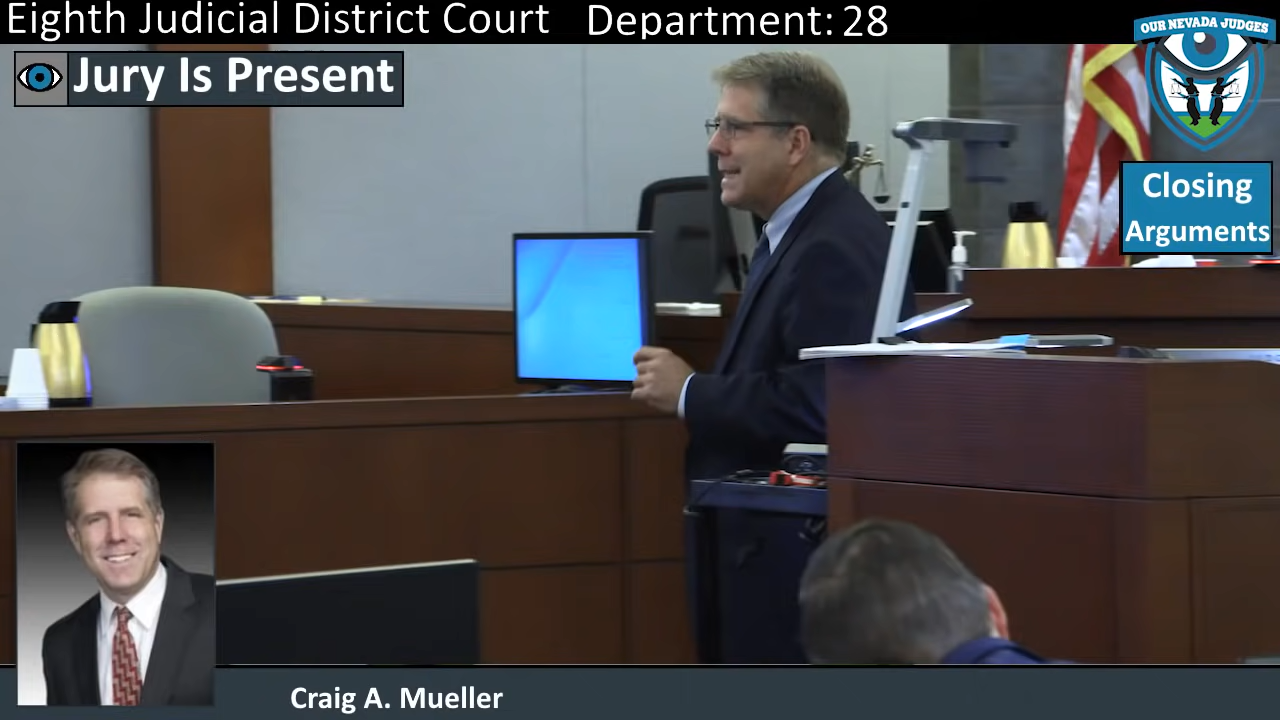 Eighth Judicial District Court Department: 28
OUR NEVADA JUDGES
Jury Is Present
Closing
Arguments
Craig A. Mueller